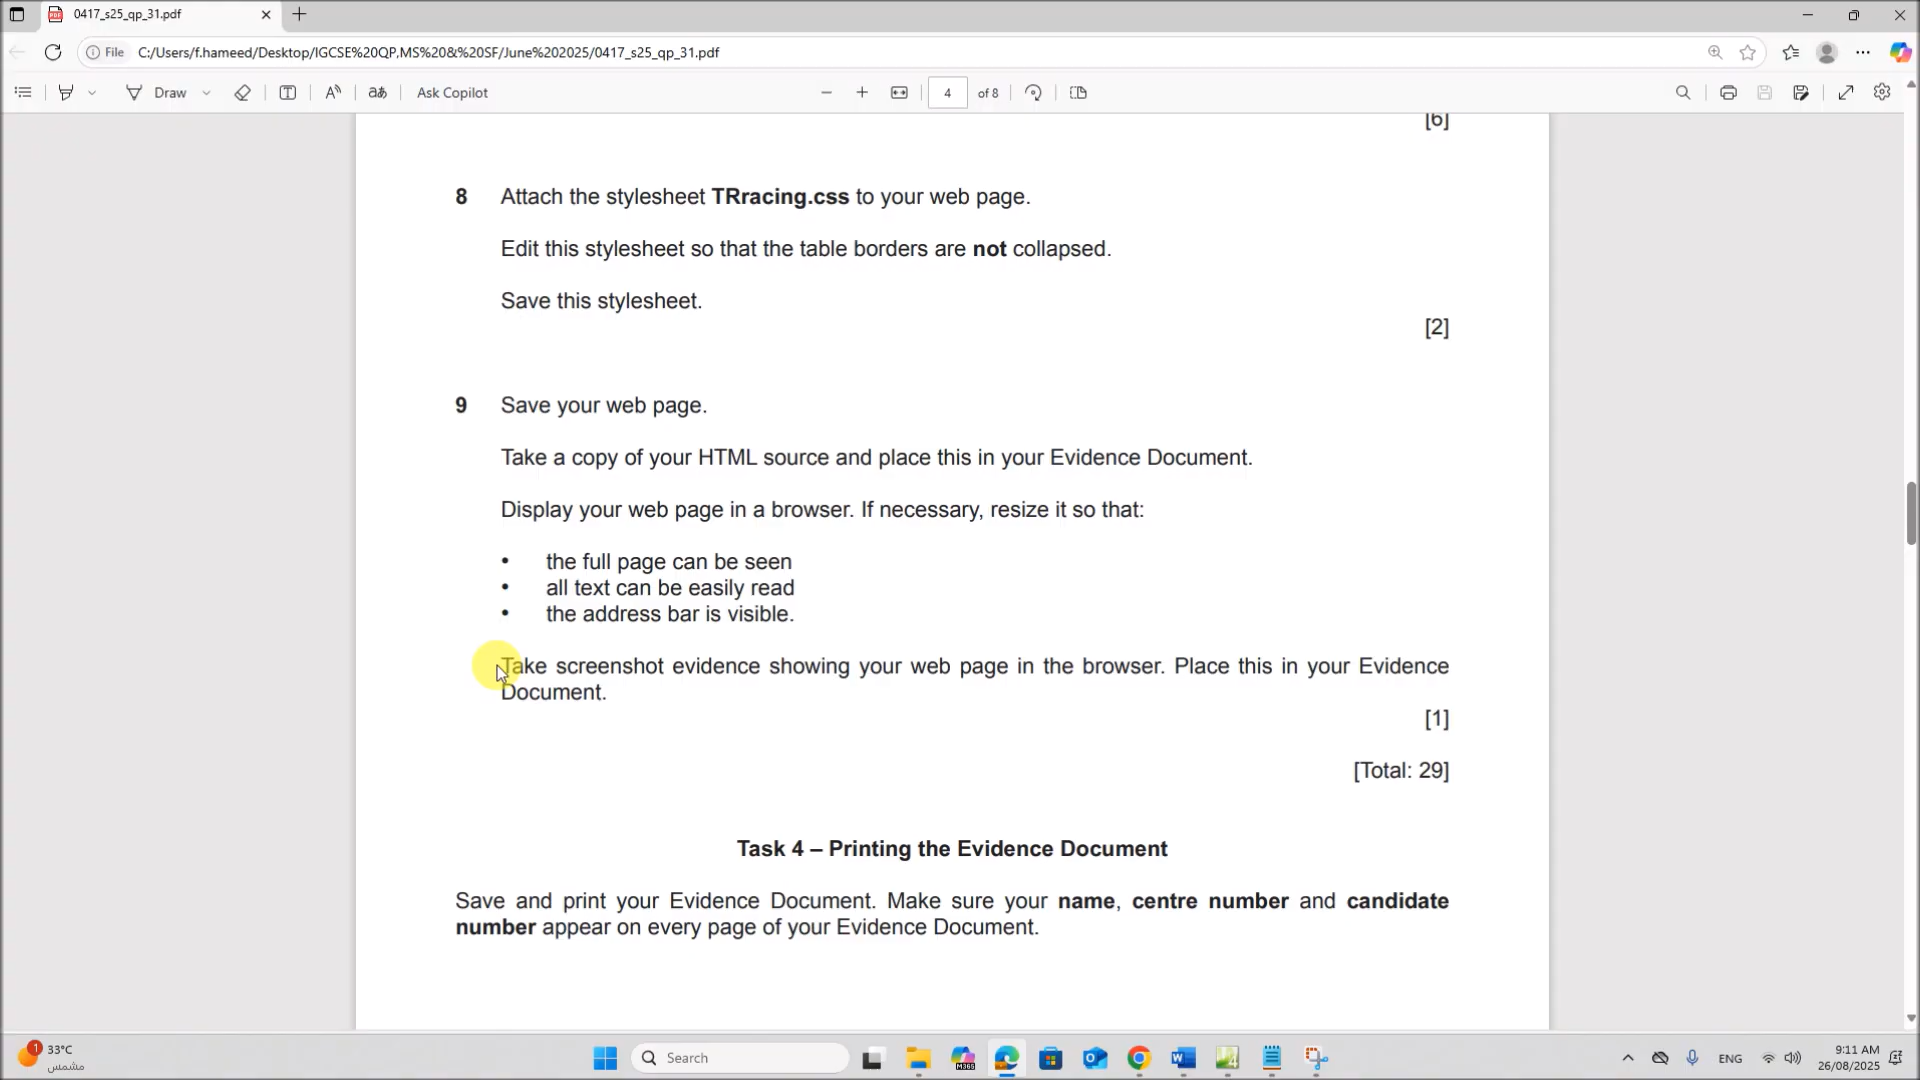 0417_s25_qp_31.pdf
File
C:/Users/f.hameed/Desktop/IGCSE%20QP,MS%20&%20SF/June%202025/0417_s25_qp_31.pdf
Draw
Ask Copilot
4
of 8
[6]
8 Attach the stylesheet TRracing.css to your web page.
Edit this stylesheet so that the table borders are not collapsed.
Save this stylesheet.
[2]
9 Save your web page.
Take a copy of your HTML source and place this in your Evidence Document.
Display your web page in a browser. If necessary, resize it so that:
• the full page can be seen
• all text can be easily read
• the address bar is visible.
Take screenshot evidence showing your web page in the browser. Place this in your Evidence
Document.
[1]
[Total: 29]
Task 4 – Printing the Evidence Document
Save and print your Evidence Document. Make sure your name, centre number and candidate
number appear on every page of your Evidence Document.
1
33°C
مشمس
Search
M365
ENG
9:11 AM
26/08/2025